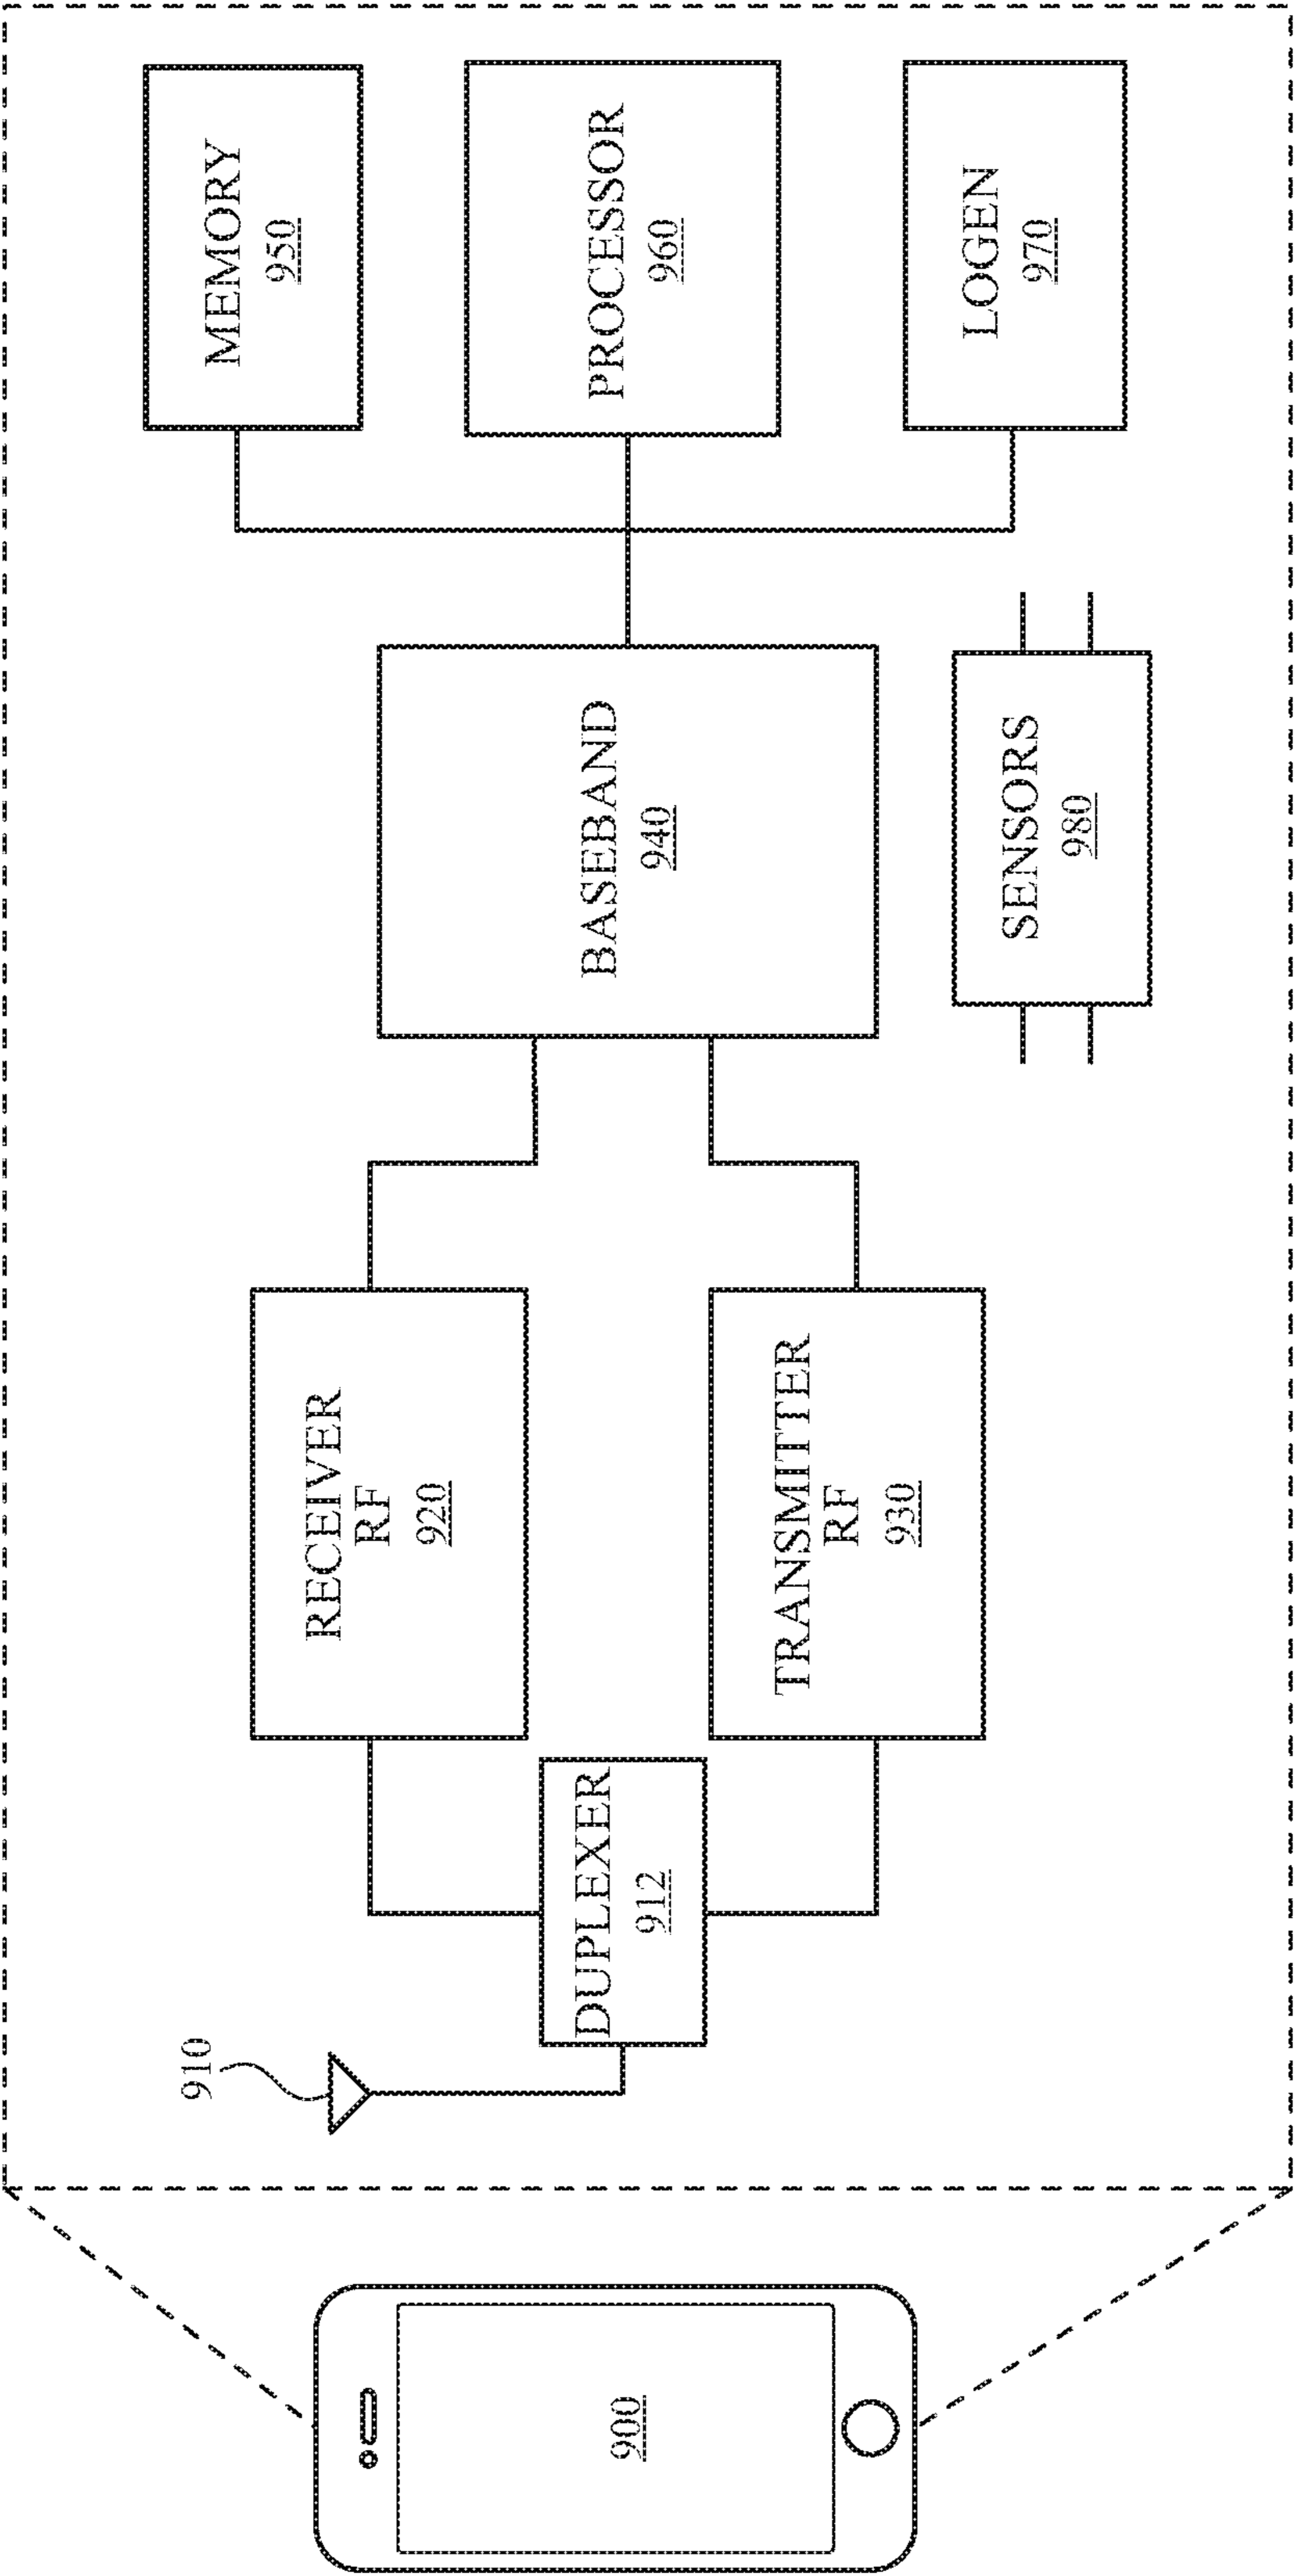 900
910
DUPLEXER
912
RECEIVER
RF
920
TRANSMITTER
RF
930
BASEBAND
940
SENSORS
980
MEMORY
950
PROCESSOR
960
LOGEN
970